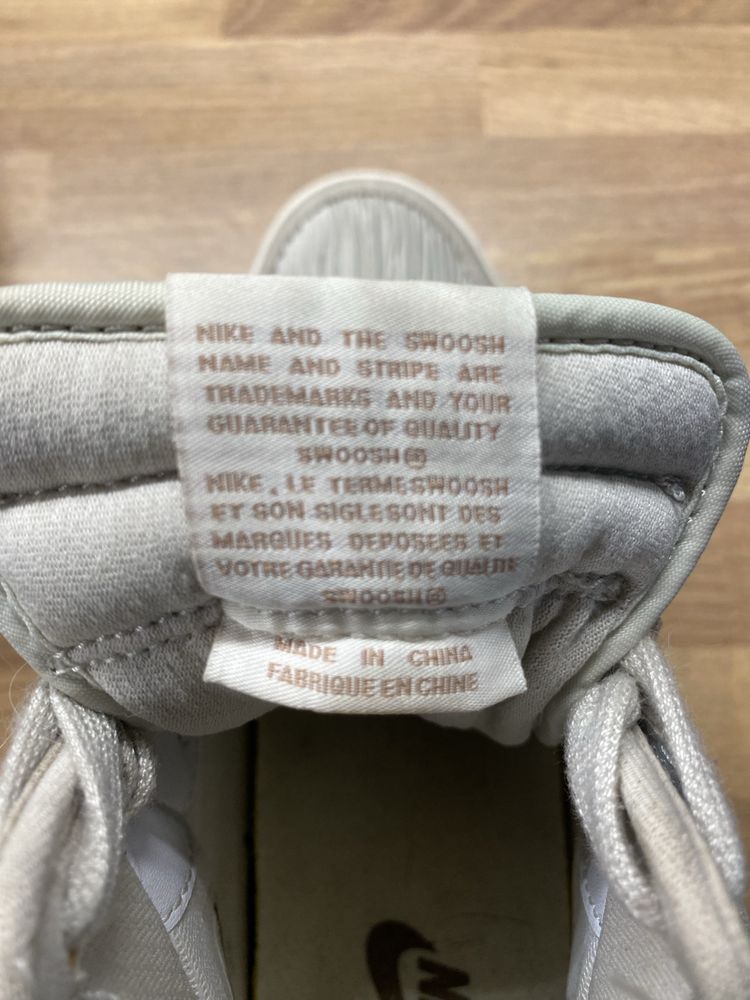 NIKE AND THE SWOOSH
NAME AND STRIPE ARE
TRADEMARKS AND YOUR
GUARANTEE OF QUALITY
SWOOSH®
NIKE, LE TERME SWOOSH
ET SON SIGLE SONT DES
MARQUES DEPOSEES ET
VOTRE GARANTIE DE QUALITE
SWOOSH®
MADE IN CHINA
FABRIQUE EN CHINE